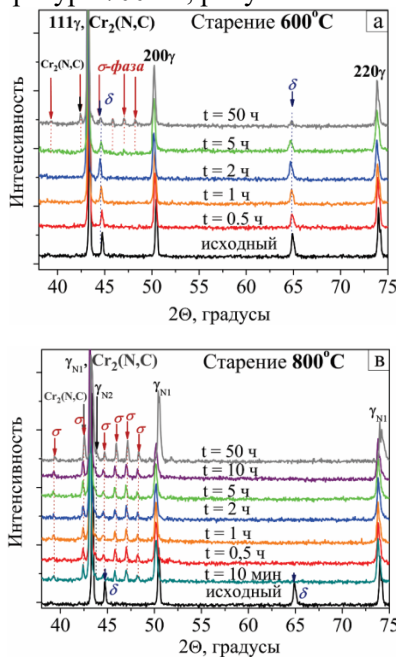 111γ, Cr₂(N,C) Старение 600°C а
Cr₂(N,C) σ-фаза 200γ 220γ
δ δ
t = 50 ч
t = 5 ч
t = 2 ч
t = 1 ч
t = 0.5 ч
исходный
Интенсивность
40 45 50 55 60 65 70 75
2Θ, градусы
γN1, Cr₂(N,C) Старение 800°C в
Cr₂(N,C) γN2 γN1 γN1
σ σ σ σ σ σ
t = 50 ч
t = 10 ч
t = 5 ч
t = 2 ч
t = 1 ч
t = 0,5 ч
t = 10 мин
исходный
δ δ
Интенсивность
40 45 50 55 60 65 70 75
2Θ, градусы